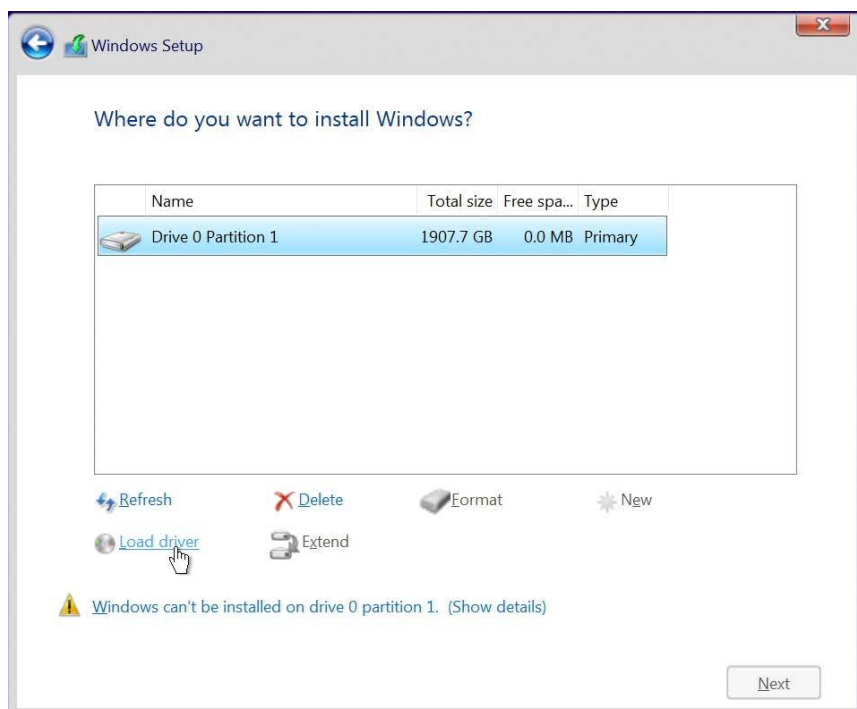 Windows Setup
Where do you want to install Windows?
Name Total size Free spa... Type
Drive 0 Partition 1 1907.7 GB 0.0 MB Primary
Refresh Delete Format New
Load driver Extend
Windows can't be installed on drive 0 partition 1. (Show details)
Next